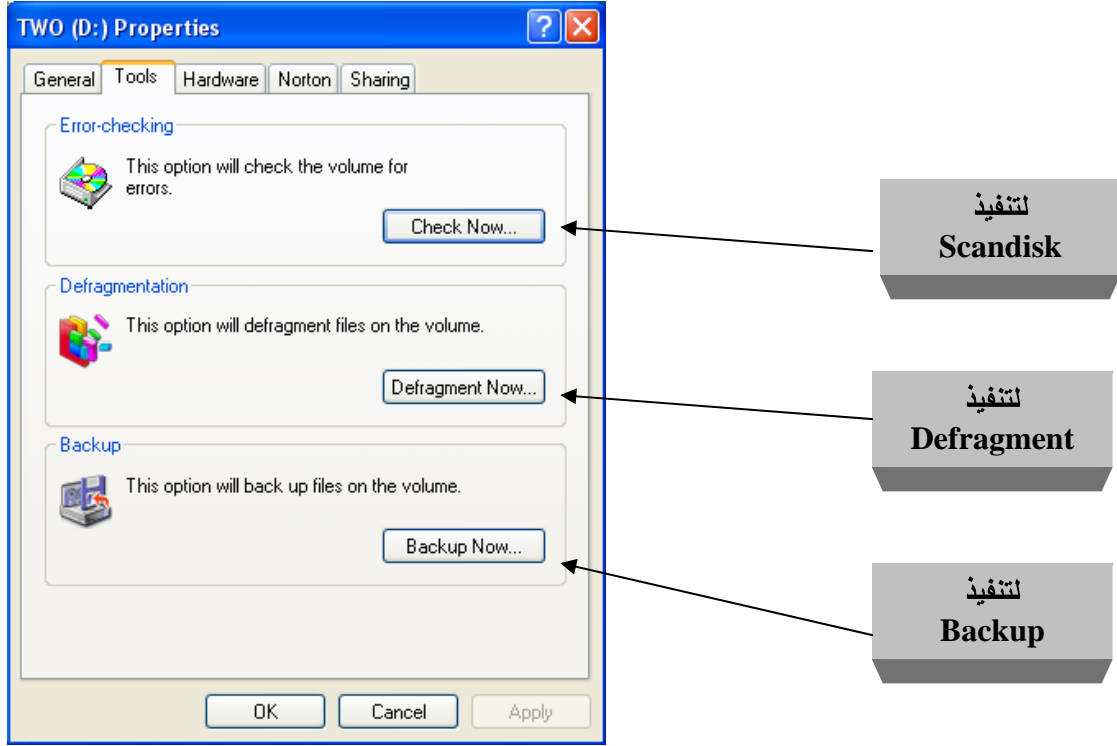 TWO (D:) Properties
General Tools Hardware Norton Sharing
Error-checking
This option will check the volume for
errors.
Check Now...
Defragmentation
This option will defragment files on the volume.
Defragment Now...
Backup
This option will back up files on the volume.
Backup Now...
OK Cancel Apply
لتنفيذ
Scandisk
لتنفيذ
Defragment
لتنفيذ
Backup